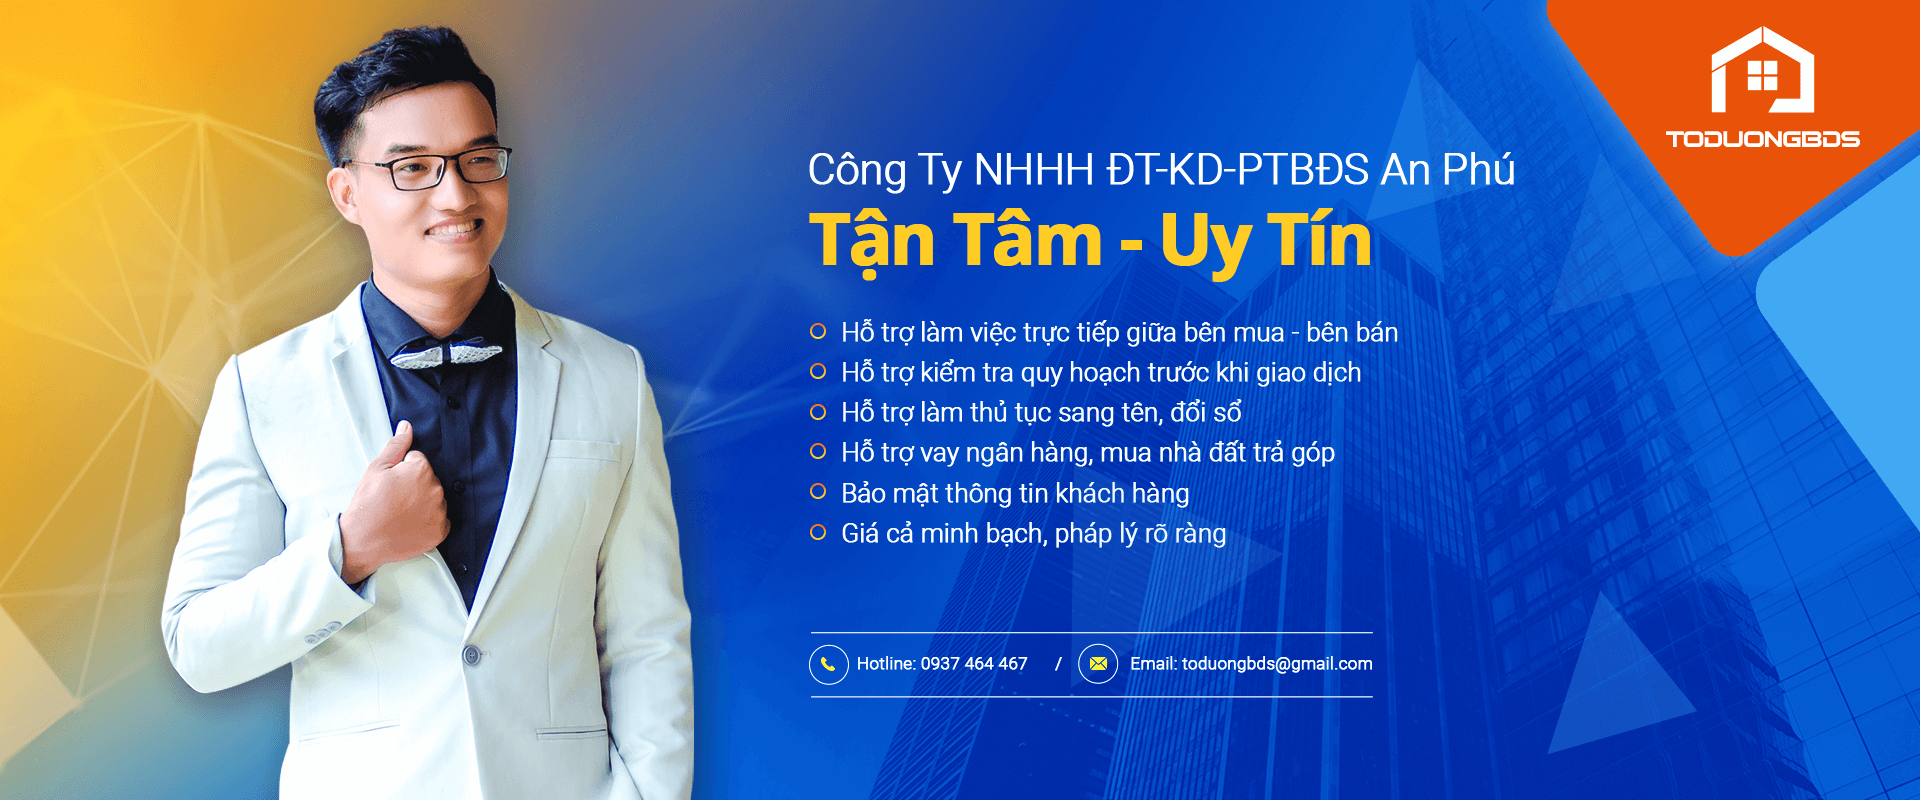 TODUONGBDS
Công Ty NHHH ĐT-KD-PTBĐS An Phú
Tận Tâm - Uy Tín
Hỗ trợ làm việc trực tiếp giữa bên mua - bên bán
Hỗ trợ kiểm tra quy hoạch trước khi giao dịch
Hỗ trợ làm thủ tục sang tên, đổi sổ
Hỗ trợ vay ngân hàng, mua nhà đất trả góp
Bảo mật thông tin khách hàng
Giá cả minh bạch, pháp lý rõ ràng
Hotline: 0937 464 467 / Email: toduongbds@gmail.com